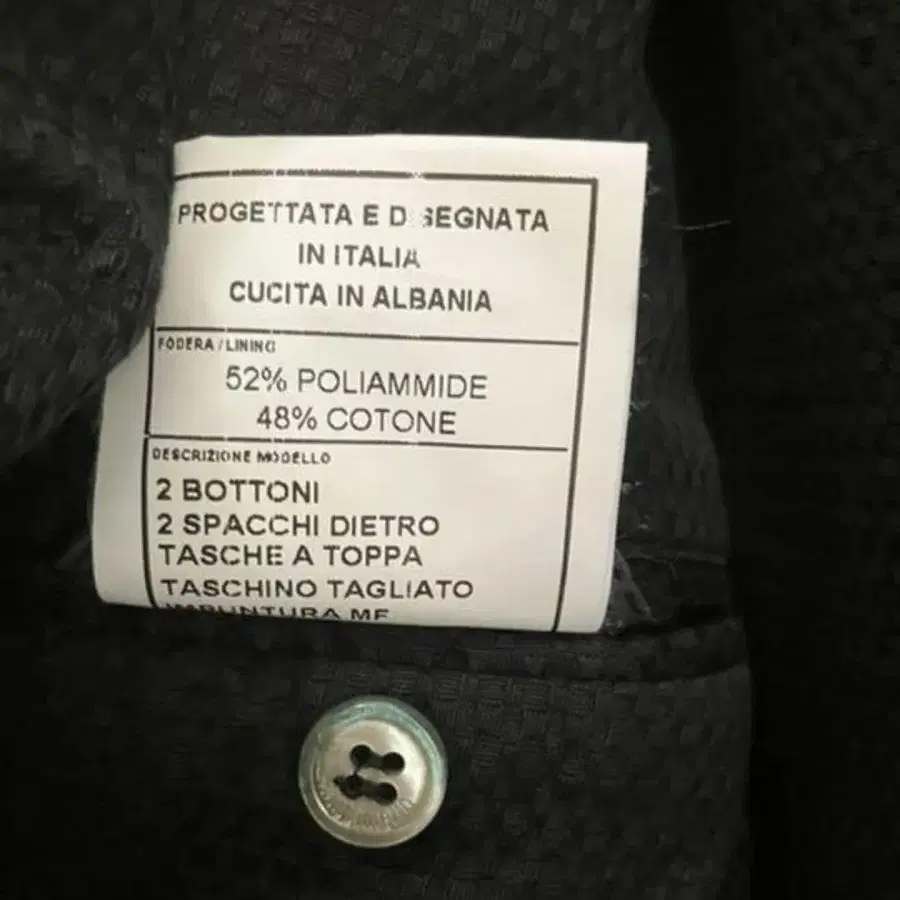 PROGETTATA E DISEGNATA
IN ITALIA
CUCITA IN ALBANIA
FODERA / LINING
52% POLIAMMIDE
48% COTONE
DESCRIZIONE MODELLO
2 BOTTONI
2 SPACCHI DIETRO
TASCHE A TOPPA
TASCHINO TAGLIATO
IMPUNTURA